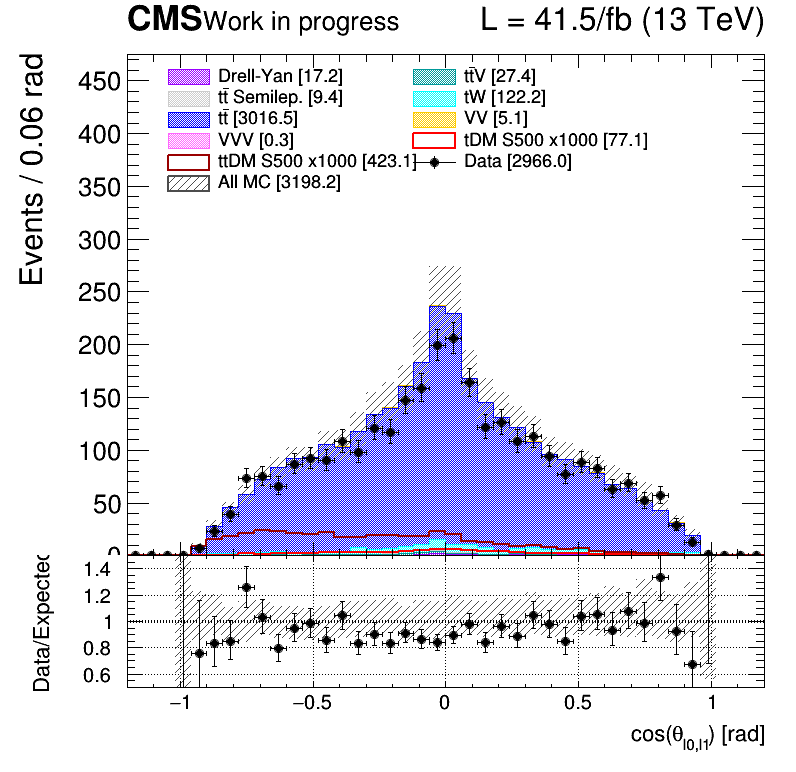 CMS Work in progress L = 41.5/fb (13 TeV)
Events / 0.06 rad
450
400
350
300
250
200
150
100
50
0
Drell-Yan [17.2] tt̄V [27.4]
tt̄ Semilep. [9.4] tW [122.2]
tt̄ [3016.5] VV [5.1]
VVV [0.3] tDM S500 x1000 [77.1]
ttDM S500 x1000 [423.1] Data [2966.0]
All MC [3198.2]
Data/Expected
1.4
1.2
1
0.8
0.6
−1 −0.5 0 0.5 1
cos(θ_l0,l1) [rad]